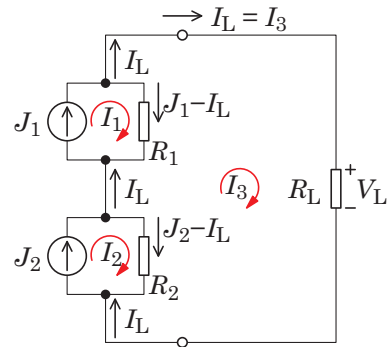 I_L = I_3
I_L
J_1 I_1 J_1–I_L
R_1
I_L I_3 R_L + V_L –
J_2 I_2 J_2–I_L
R_2
I_L